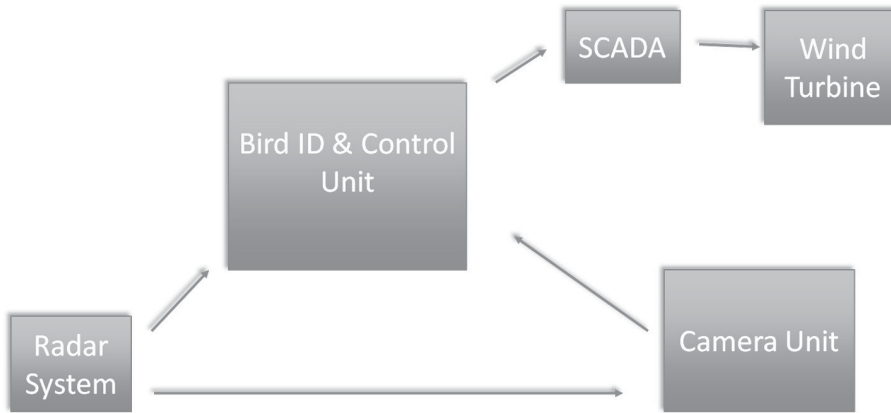 SCADA
Wind
Turbine
Bird ID & Control
Unit
Radar
System
Camera Unit